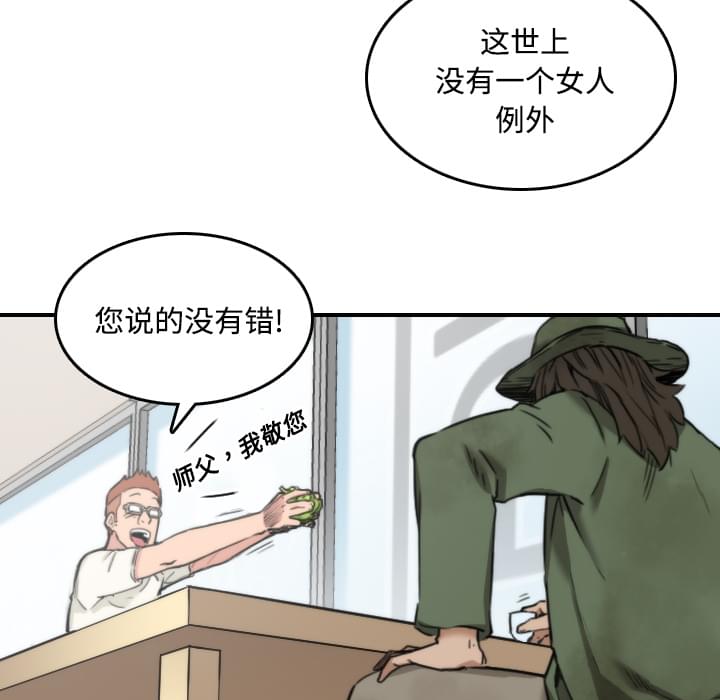 这世上
没有一个女人
例外
您说的没有错!
师父，我敬您